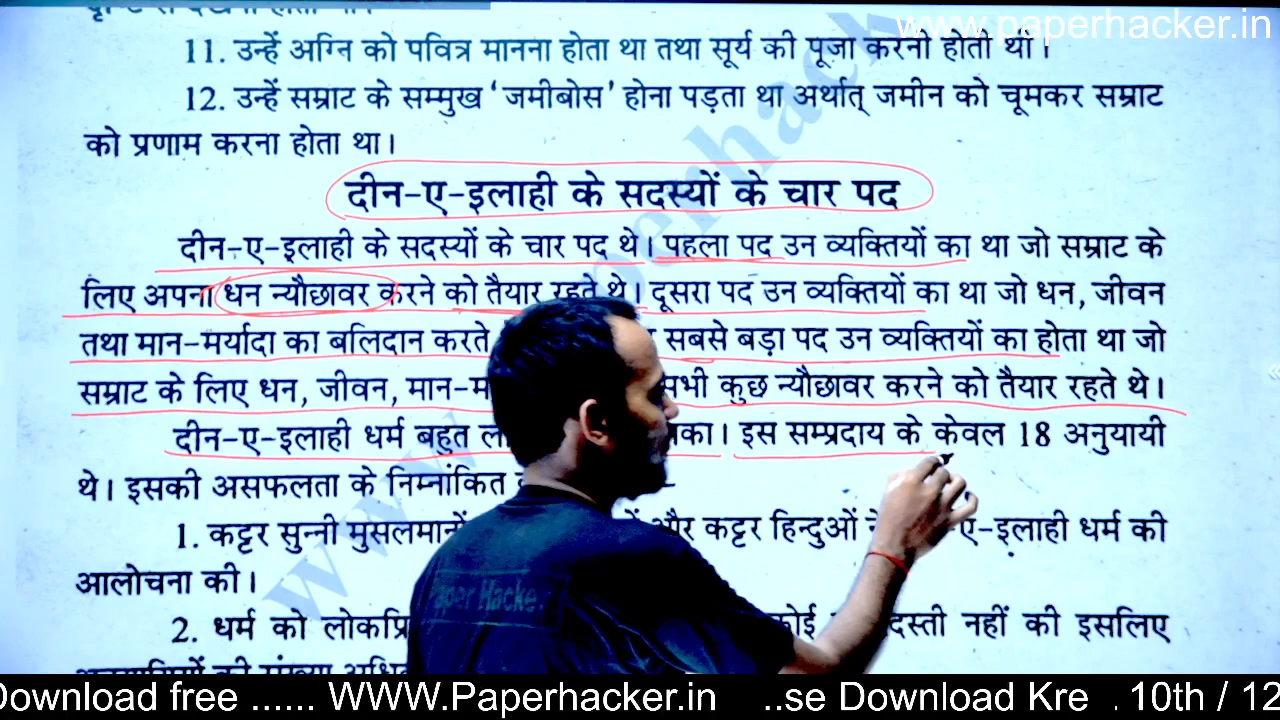 www.paperhacker.in
11. उन्हें अग्नि को पवित्र मानना होता था तथा सूर्य की पूजा करनी होती थी।
12. उन्हें सम्राट के सम्मुख ‘जमीबोस’ होना पड़ता था अर्थात् जमीन को चूमकर सम्राट
को प्रणाम करना होता था।
दीन-ए-इलाही के सदस्यों के चार पद
दीन-ए-इलाही के सदस्यों के चार पद थे। पहला पद उन व्यक्तियों का था जो सम्राट के
लिए अपना धन न्यौछावर करने को तैयार रहते थे। दूसरा पद उन व्यक्तियों का था जो धन, जीवन
तथा मान-मर्यादा का बलिदान करते सबसे बड़ा पद उन व्यक्तियों का होता था जो
सम्राट के लिए धन, जीवन, सभी कुछ न्यौछावर करने को तैयार रहते थे।
दीन-ए-इलाही धर्म बहुत इस सम्प्रदाय के केवल 18 अनुयायी
थे। इसकी असफलता के निम्नांकित
1. कट्टर सुन्नी मुसलमानों और कट्टर हिन्दुओं धर्म की
आलोचना की।
2. धर्म को कोई नहीं की इसलिए
Paper Hacker
Download free ...... WWW.Paperhacker.in ..se Download Kre . 10th / 12